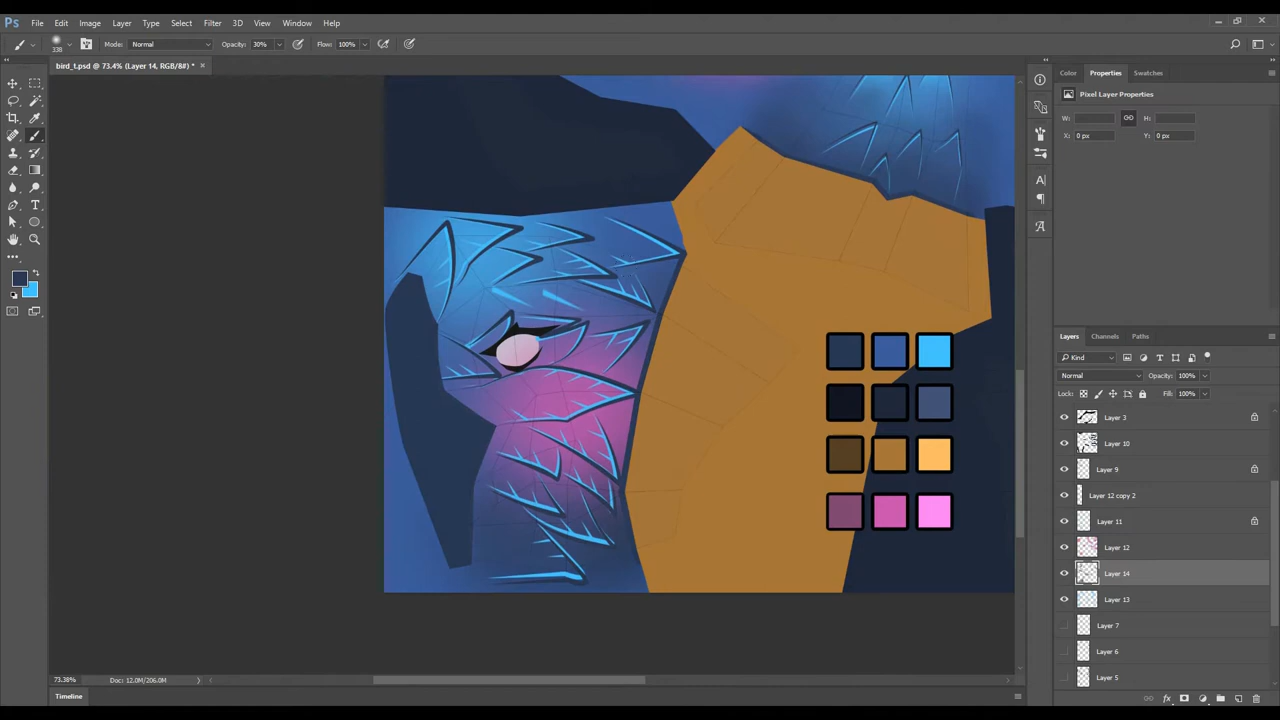 Ps File Edit Image Layer Type Select Filter 3D View Window Help
338 Mode: Normal Opacity: 30% Flow: 100%
bird_t.psd @ 73.4% (Layer 14, RGB/8#) * ×
Color Properties Swatches
Pixel Layer Properties
W: H:
X: 0 px Y: 0 px
Layers Channels Paths
Kind
Normal Opacity: 100%
Lock: Fill: 100%
Layer 3
Layer 10
Layer 9
Layer 12 copy 2
Layer 11
Layer 12
Layer 14
Layer 13
Layer 7
Layer 6
Layer 5
73.38% Doc: 12.0M/206.0M
Timeline